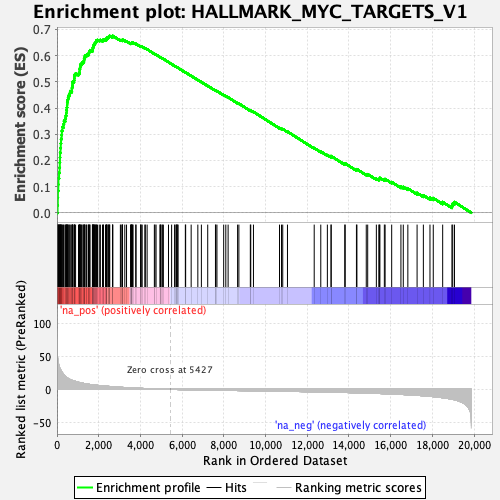 Enrichment plot: HALLMARK_MYC_TARGETS_V1
Enrichment score (ES)
0.7
0.6
0.5
0.4
0.3
0.2
0.1
0.0
'na_pos' (positively correlated)
Ranked list metric (PreRanked)
100
50
0
-50
Zero cross at 5427
'na_neg' (negatively correlated)
0
2,000
4,000
6,000
8,000
10,000
12,000
14,000
16,000
18,000
20,000
Rank in Ordered Dataset
Enrichment profile
Hits
Ranking metric scores